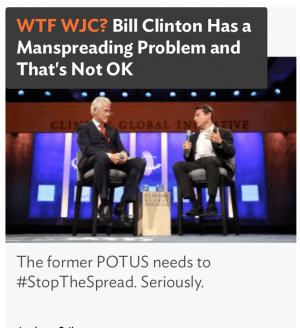 WTF WJC? Bill Clinton Has a
Manspreading Problem and
That's Not OK
CLINTON GLOBAL INITIATIVE
The former POTUS needs to
#StopTheSpread. Seriously.